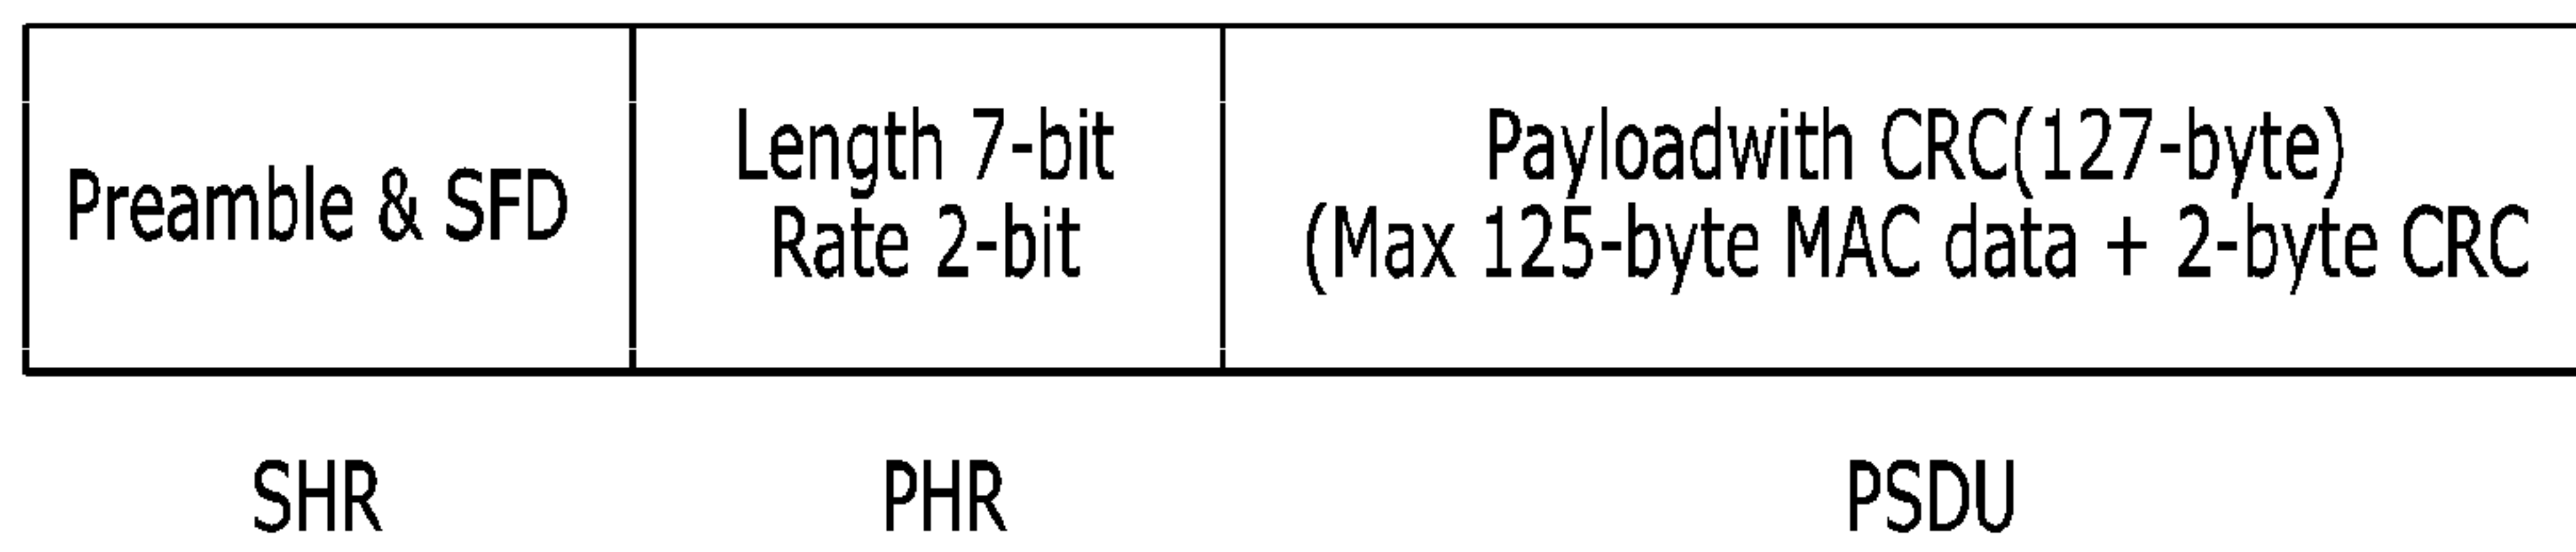 Preamble & SFD
Length 7-bit
Rate 2-bit
Payloadwith CRC(127-byte)
(Max 125-byte MAC data + 2-byte CRC
SHR
PHR
PSDU